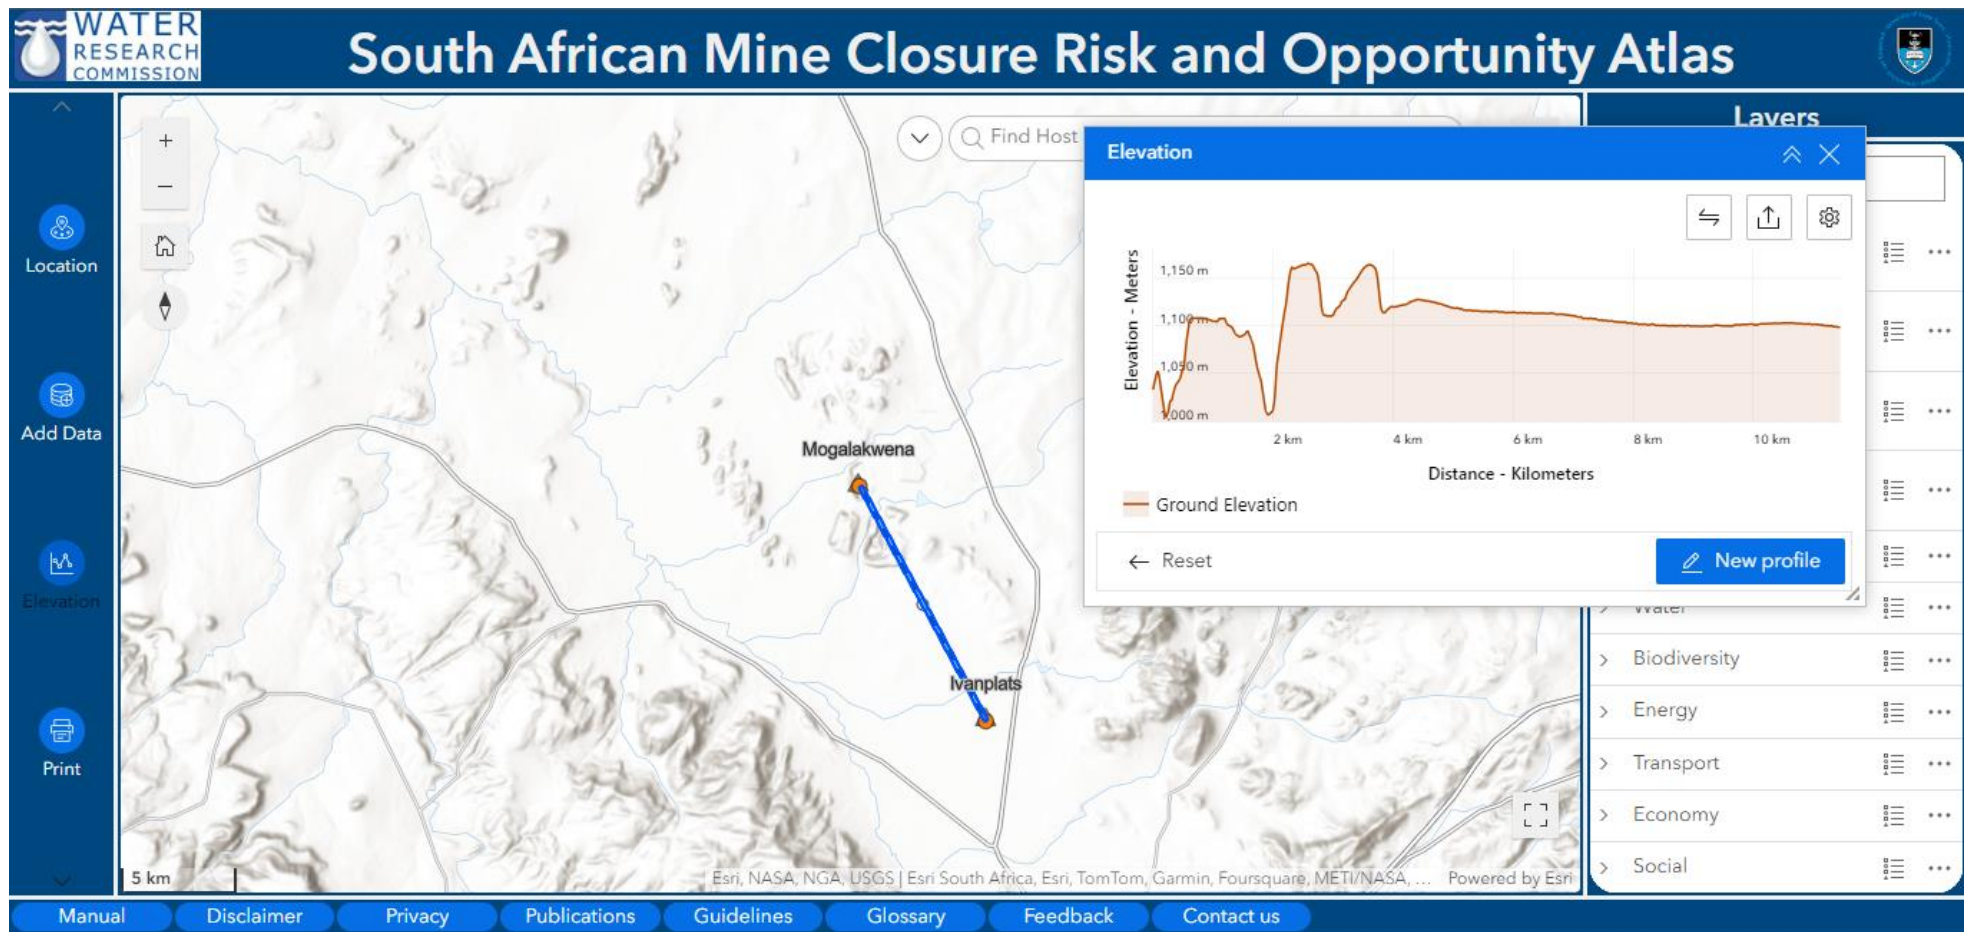 WATER
RESEARCH
COMMISSION
South African Mine Closure Risk and Opportunity Atlas
Location
Add Data
Elevation
Print
Find Host
Mogalakwena
Ivanplats
5 km
Esri, NASA, NGA, USGS | Esri South Africa, Esri, TomTom, Garmin, Foursquare, METI/NASA, ...
Powered by Esri
Layers
Elevation
Elevation - Meters
1,150 m
1,100 m
1,050 m
1,000 m
2 km
4 km
6 km
8 km
10 km
Distance - Kilometers
Ground Elevation
Reset
New profile
Water
Biodiversity
Energy
Transport
Economy
Social
Manual
Disclaimer
Privacy
Publications
Guidelines
Glossary
Feedback
Contact us